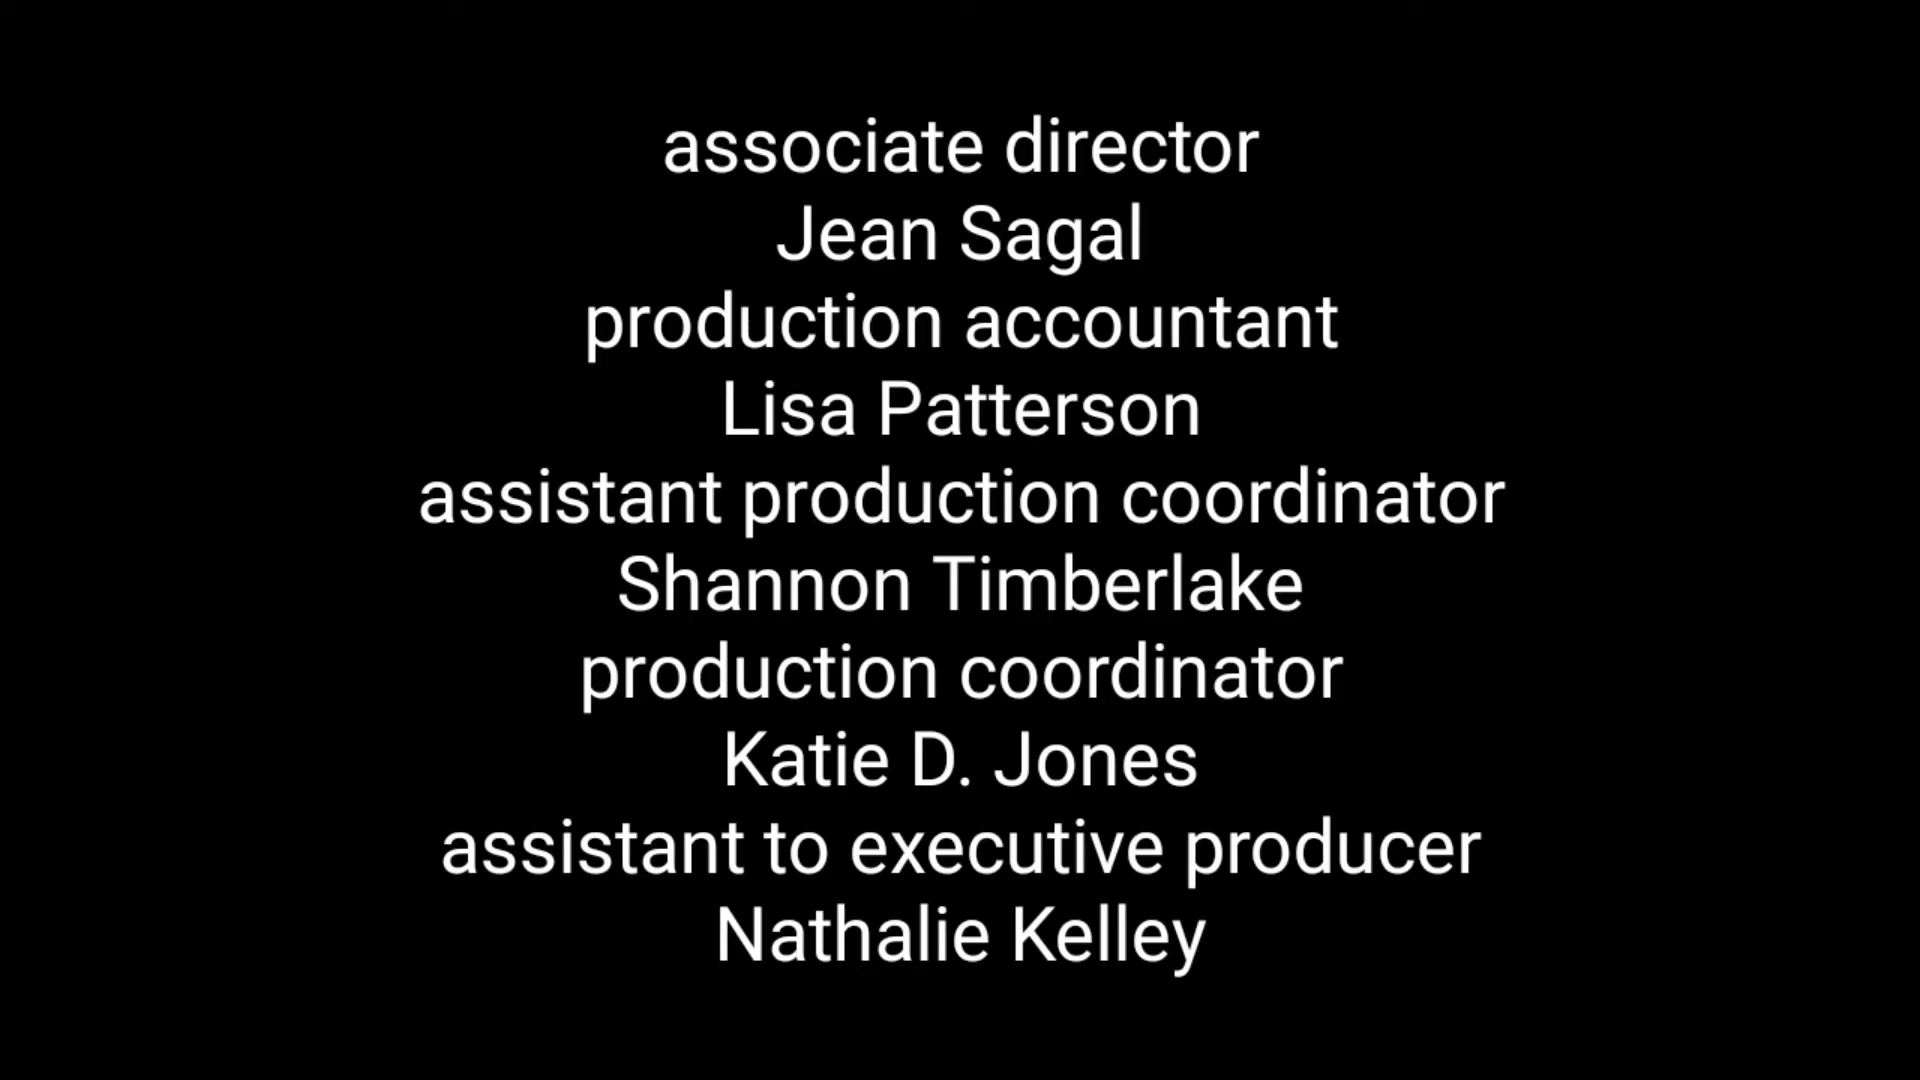 associate director
Jean Sagal
production accountant
Lisa Patterson
assistant production coordinator
Shannon Timberlake
production coordinator
Katie D. Jones
assistant to executive producer
Nathalie Kelley